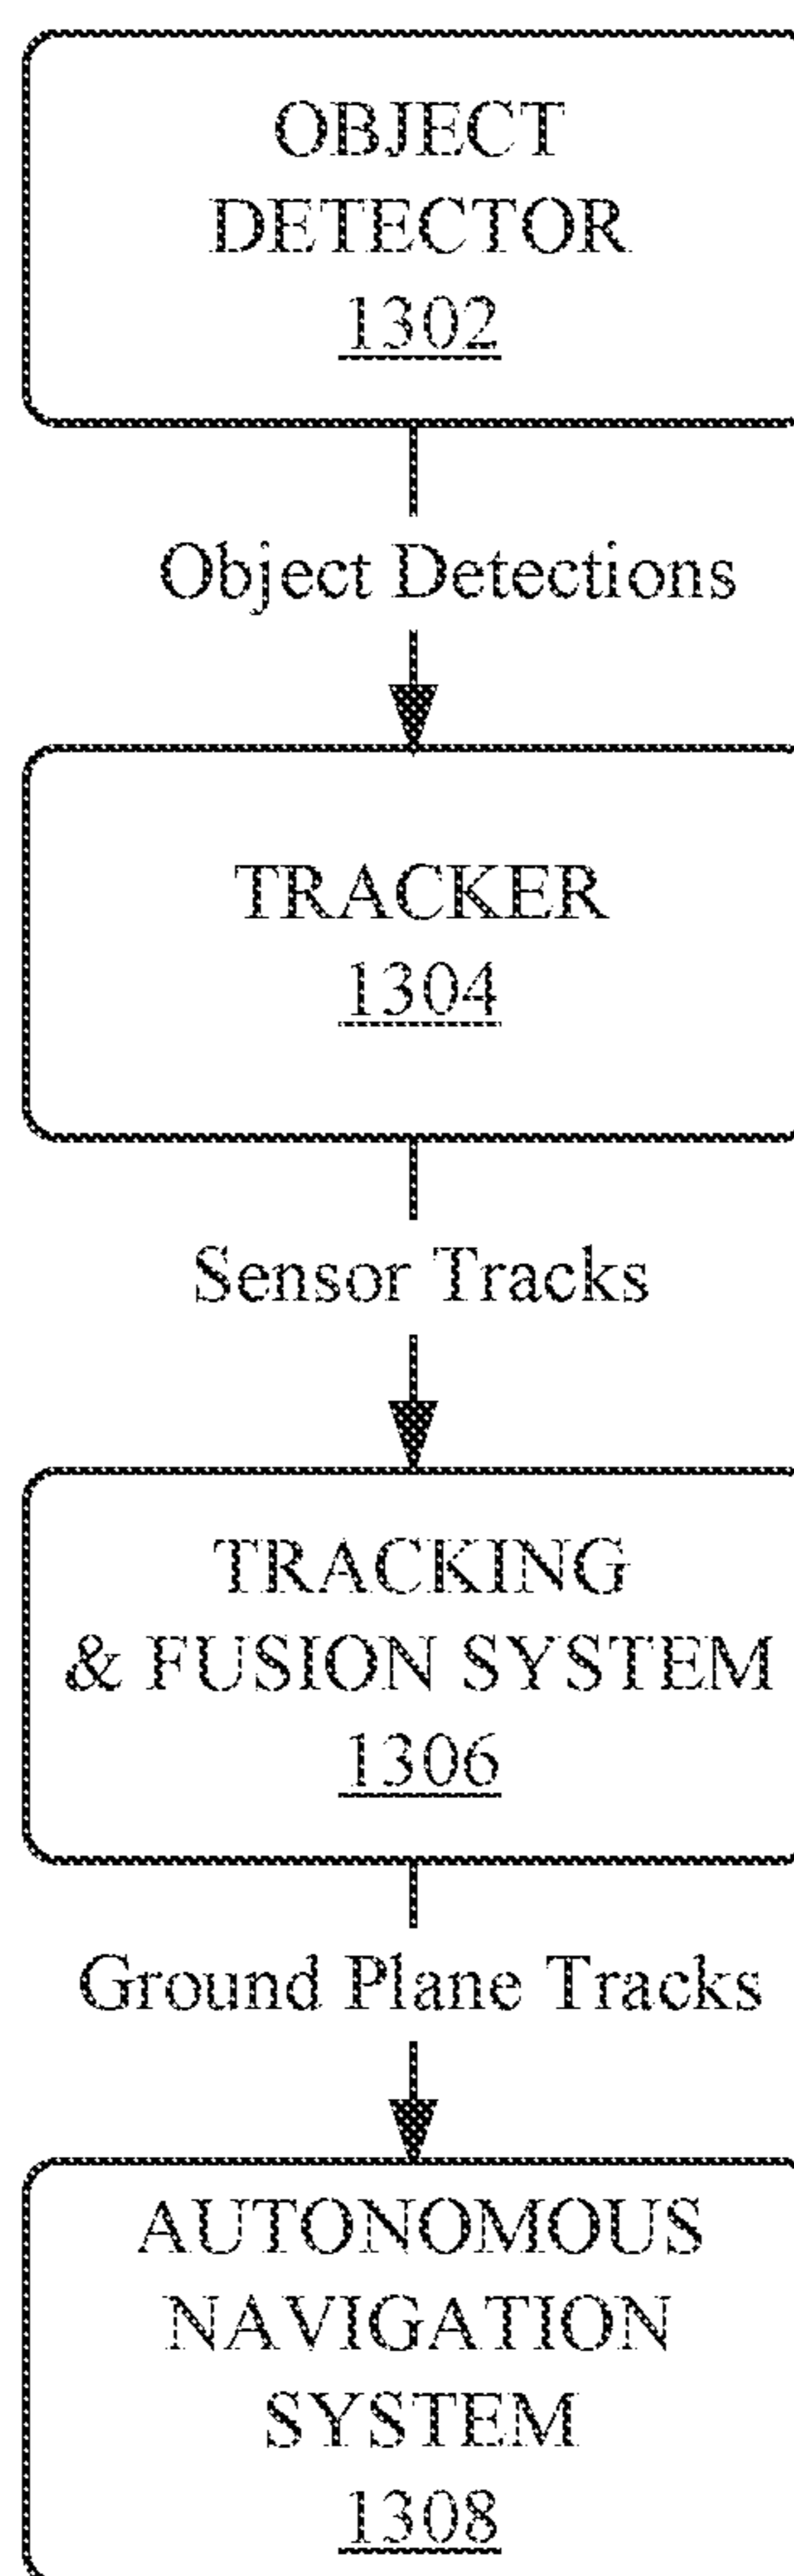 OBJECT
DETECTOR
1302
Object Detections
TRACKER
1304
Sensor Tracks
TRACKING
& FUSION SYSTEM
1306
Ground Plane Tracks
AUTONOMOUS
NAVIGATION
SYSTEM
1308